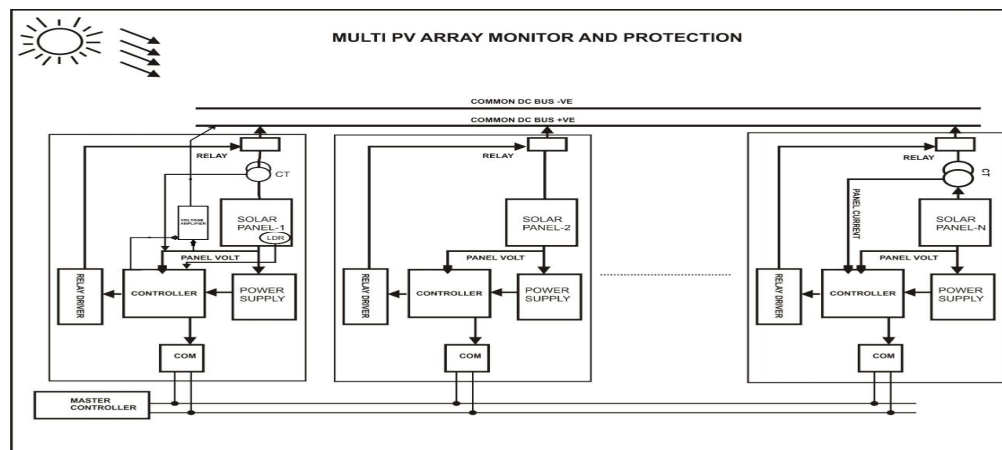 MULTI PV ARRAY MONITOR AND PROTECTION
COMMON DC BUS -VE
COMMON DC BUS +VE
RELAY
CT
VOLTAGE
AMPLIFIER
SOLAR
PANEL-1
LDR
PANEL VOLT
RELAY DRIVER
CONTROLLER
POWER
SUPPLY
COM
RELAY
SOLAR
PANEL-2
PANEL VOLT
RELAY DRIVER
CONTROLLER
POWER
SUPPLY
COM
RELAY
CT
PANEL CURRENT
SOLAR
PANEL-N
PANEL VOLT
RELAY DRIVER
CONTROLLER
POWER
SUPPLY
COM
MASTER
CONTROLLER